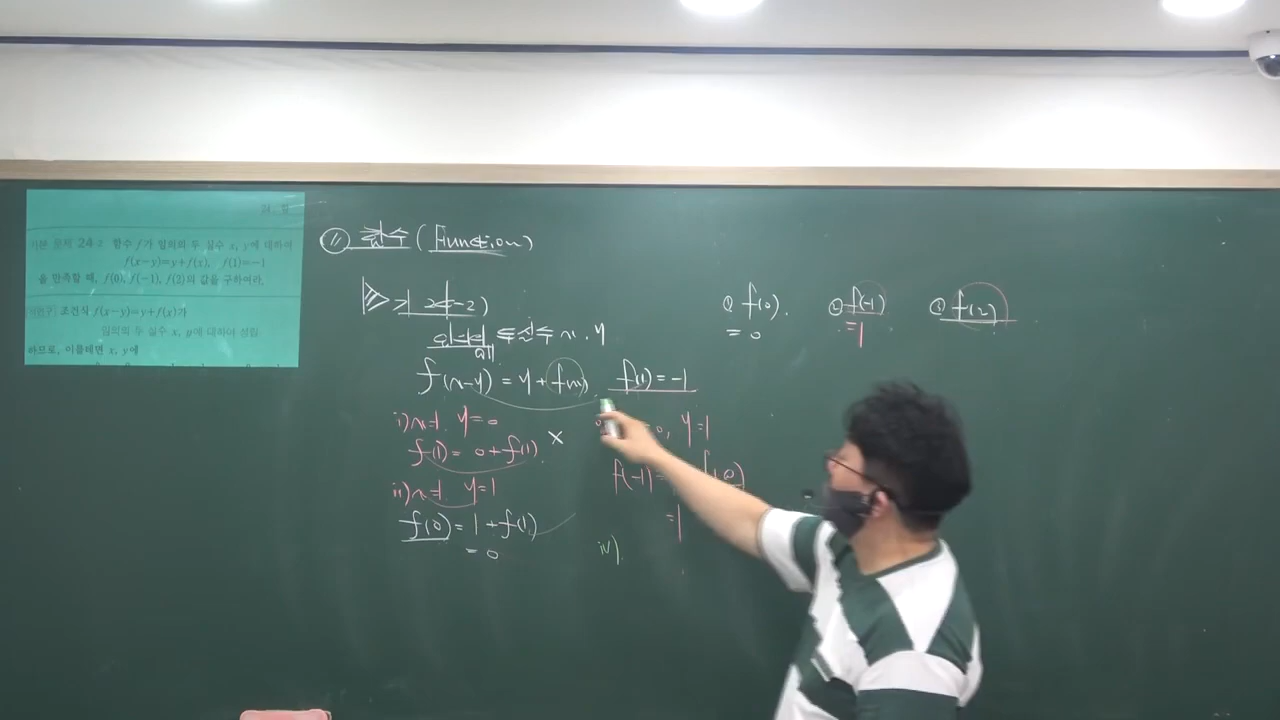 기본 문제 24-2 함수 f가 임의의 두 실수 x, y에 대하여
f(x-y)=y+f(x), f(1)=-1
을 만족할 때, f(0), f(-1), f(2)의 값을 구하여라.
조건식 f(x-y)=y+f(x)가
임의의 두 실수 x, y에 대하여 성립
하므로, 이를테면 x, y에
⑪ 함수 (Function)
기 24-2)
all 실수 x, y
f(x-y) = y + f(x), f(1) = -1
i) x=1, y=0
f(1) = 0+f(1) ×
ii) x=1 y=1
f(0) = 1 + f(1)
= 0
0, y=1
f(-1)= f(0)
=1
iv)
① f(0).
= 0
② f(-1)
=1
③ f(2)